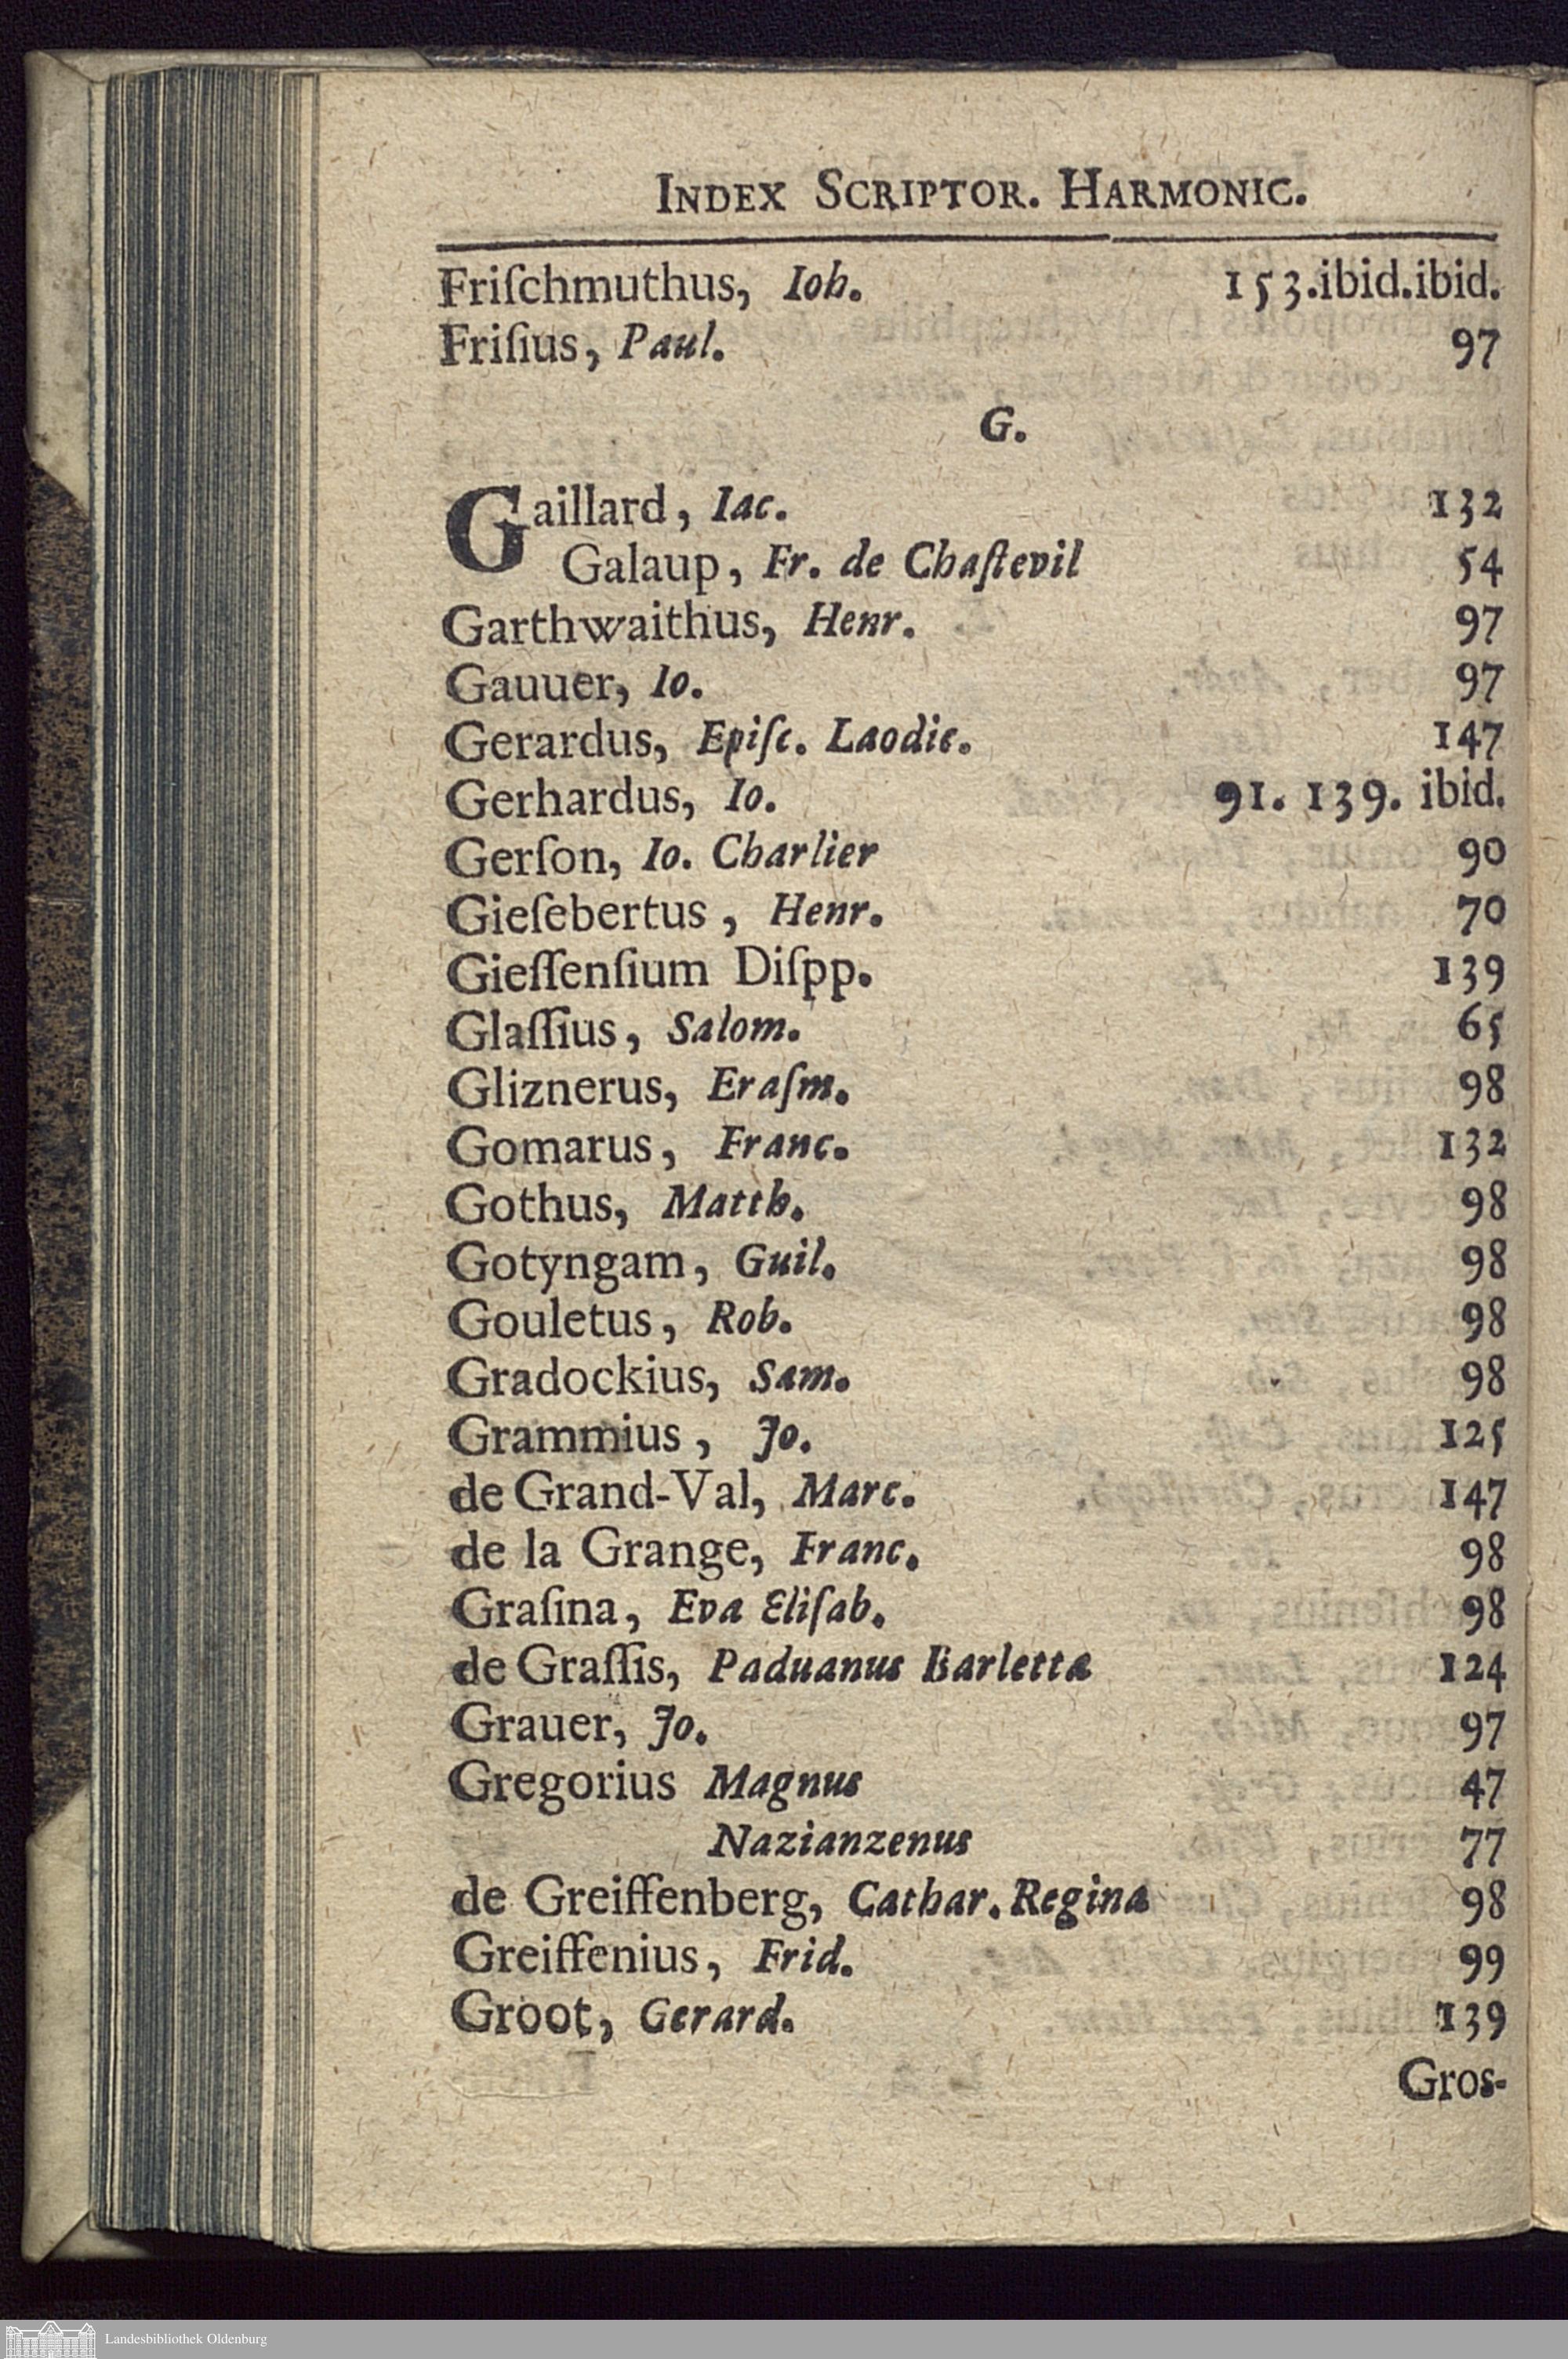 INDEX SCRIPTOR. HARMONIC.
Friſchmuthus, Ioh. 153.ibid.ibid.
Friſius, Paul. 97
G.
Gaillard, Iac. 132
Galaup, Fr. de Chaſtevil 54
Garthwaithus, Henr. 97
Gauuer, Io. 97
Gerardus, Epiſc. Laodic. 147
Gerhardus, Io. 91. 139. ibid.
Gerſon, Io. Charlier 90
Gieſebertus, Henr. 70
Gieſſenſium Diſpp. 139
Glaſſius, Salom. 65
Gliznerus, Eraſm. 98
Gomarus, Franc. 132
Gothus, Matth. 98
Gotyngam, Guil. 98
Gouletus, Rob. 98
Gradockius, Sam. 98
Grammius, Jo. 125
de Grand-Val, Marc. 147
de la Grange, Franc. 98
Graſina, Eva Eliſab. 98
de Graſſis, Paduanus Barlettæ 124
Grauer, Jo. 97
Gregorius Magnus 47
Nazianzenus 77
de Greiffenberg, Cathar. Regina 98
Greiffenius, Frid. 99
Groot, Gerard. 139
Gros-
Landesbibliothek Oldenburg